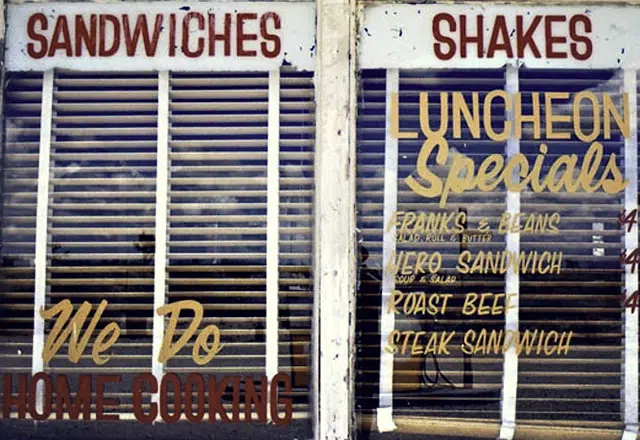 SANDWICHES
We Do
HOME COOKING
SHAKES
LUNCHEON
Specials
FRANKS & BEANS $4
SALAD, ROLL & BUTTER
NERO SANDWICH $4
SOUP & SALAD
ROAST BEEF $4
STEAK SANDWICH